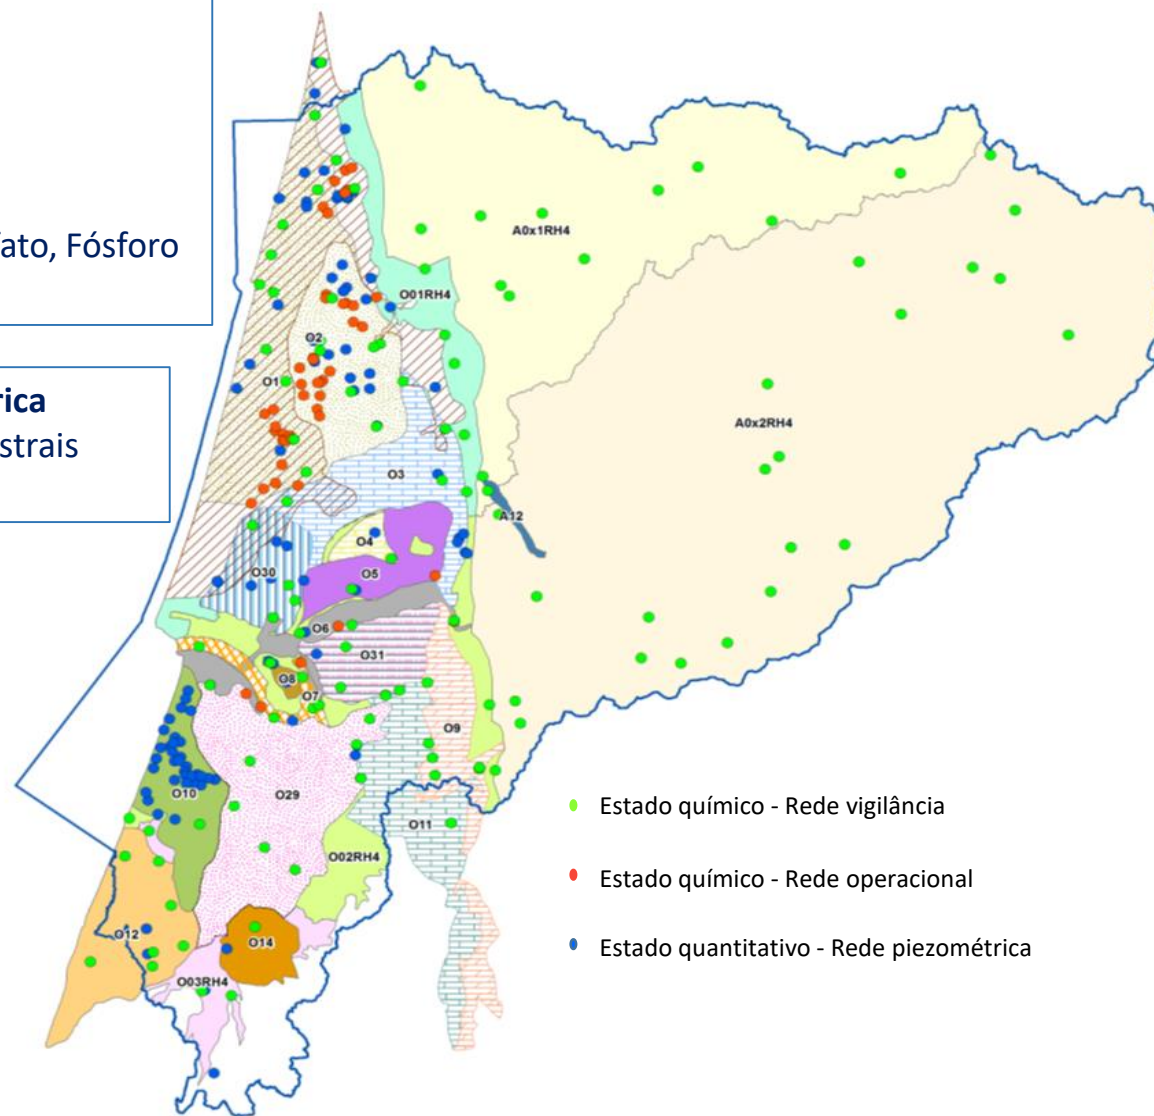 fato, Fósforo
rica
strais
A0x1RH4
O01RH4
O2
O1
A0x2RH4
O3
A12
O4
O30
O5
O6
O31
O8
O7
O9
O10
O29
O11
O02RH4
O12
O14
O03RH4
Estado químico - Rede vigilância
Estado químico - Rede operacional
Estado quantitativo - Rede piezométrica